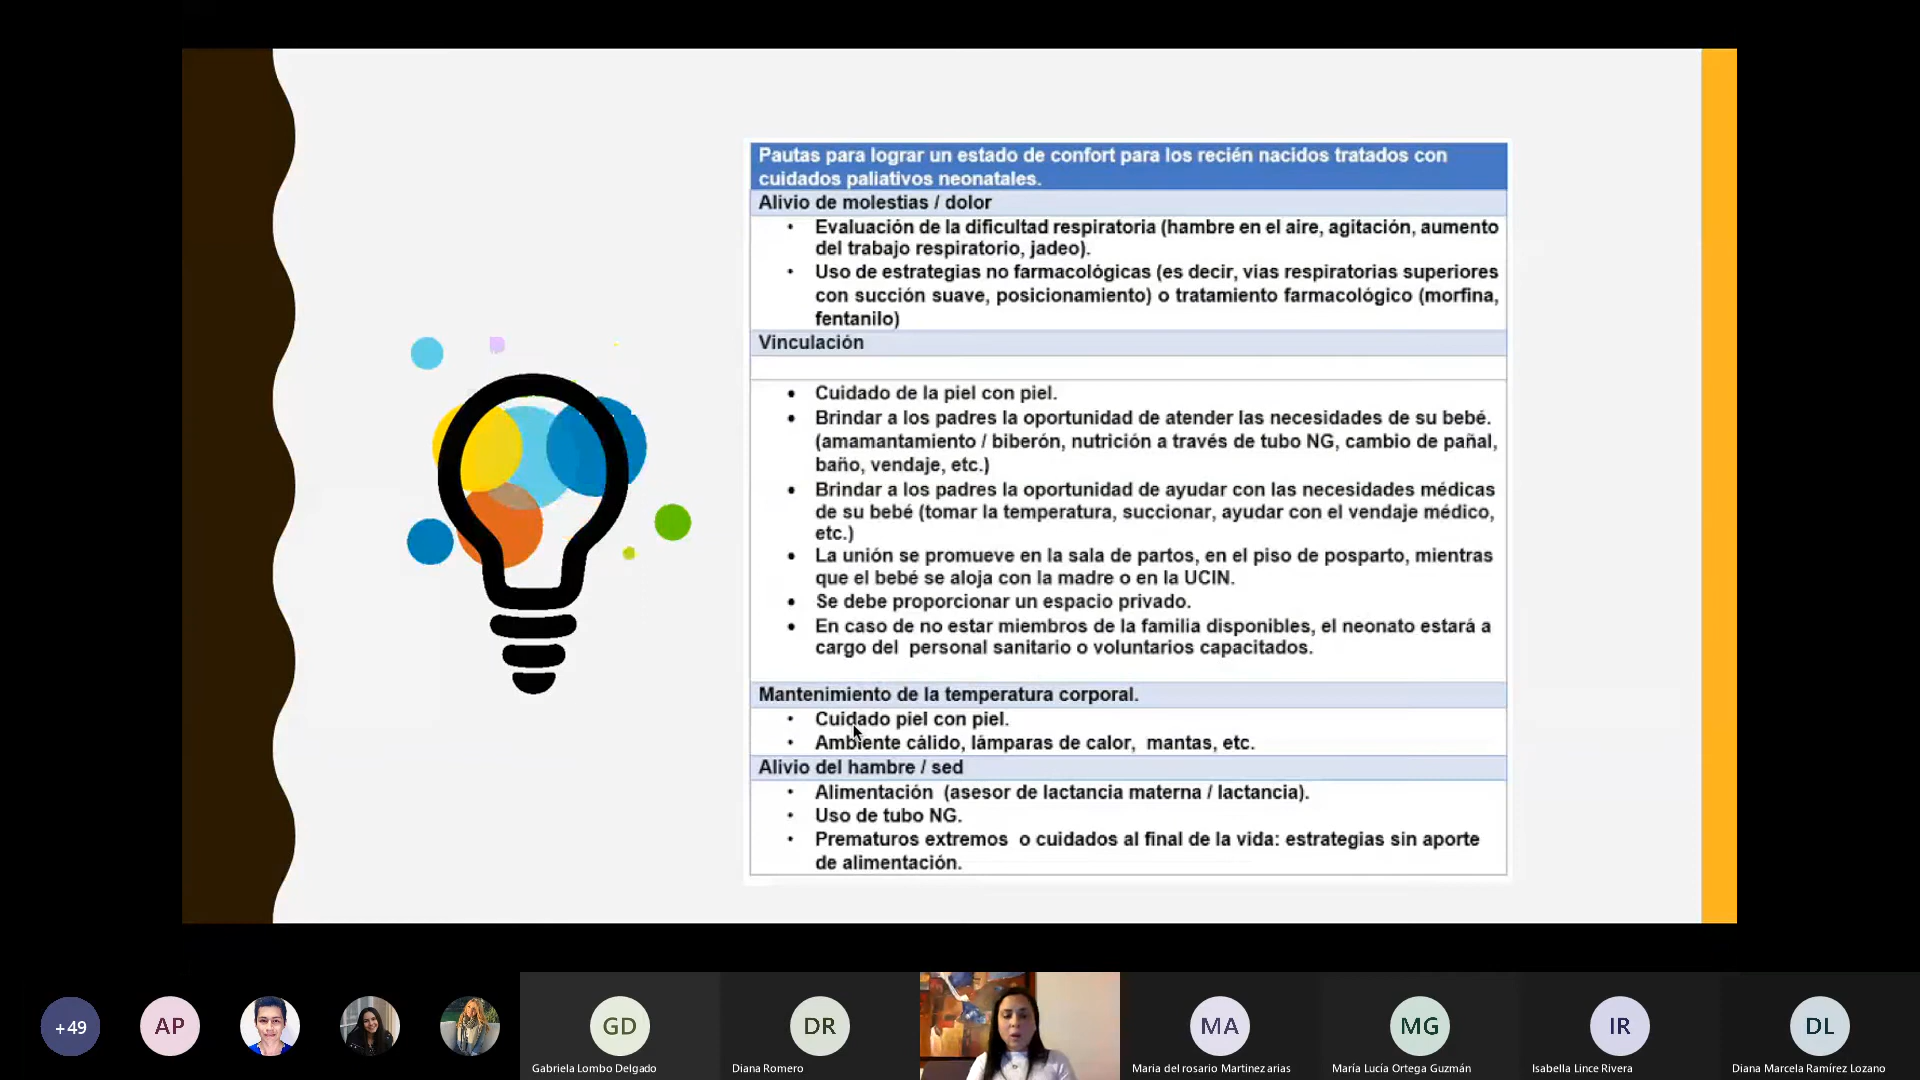 Pautas para lograr un estado de confort para los recién nacidos tratados con
cuidados paliativos neonatales.
Alivio de molestias / dolor
• Evaluación de la dificultad respiratoria (hambre en el aire, agitación, aumento
del trabajo respiratorio, jadeo).
• Uso de estrategias no farmacológicas (es decir, vias respiratorias superiores
con succión suave, posicionamiento) o tratamiento farmacológico (morfina,
fentanilo)
Vinculación
• Cuidado de la piel con piel.
• Brindar a los padres la oportunidad de atender las necesidades de su bebé.
(amamantamiento / biberón, nutrición a través de tubo NG, cambio de pañal,
baño, vendaje, etc.)
• Brindar a los padres la oportunidad de ayudar con las necesidades médicas
de su bebé (tomar la temperatura, succionar, ayudar con el vendaje médico,
etc.)
• La unión se promueve en la sala de partos, en el piso de posparto, mientras
que el bebé se aloja con la madre o en la UCIN.
• Se debe proporcionar un espacio privado.
• En caso de no estar miembros de la familia disponibles, el neonato estará a
cargo del personal sanitario o voluntarios capacitados.
Mantenimiento de la temperatura corporal.
• Cuidado piel con piel.
• Ambiente cálido, lámparas de calor, mantas, etc.
Alivio del hambre / sed
• Alimentación (asesor de lactancia materna / lactancia).
• Uso de tubo NG.
• Prematuros extremos o cuidados al final de la vida: estrategias sin aporte
de alimentación.
+49
AP
GD
DR
MA
MG
IR
DL
Gabriela Lombo Delgado
Diana Romero
Maria del rosario Martinez arias
María Lucía Ortega Guzmán
Isabella Lince Rivera
Diana Marcela Ramírez Lozano